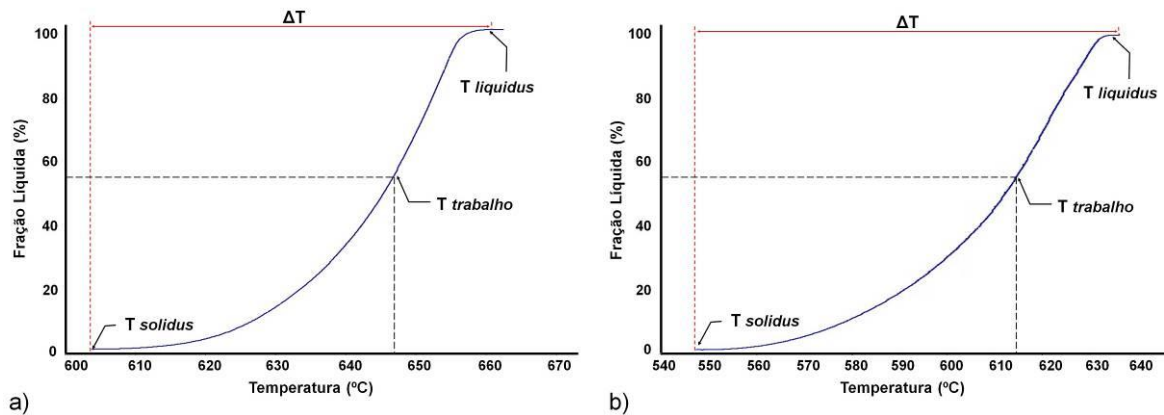 ΔT
100
80
60
40
20
0
Fração Líquida (%)
T liquidus
T trabalho
T solidus
600 610 620 630 640 650 660 670
Temperatura (ºC)
a)
ΔT
100
80
60
40
20
0
Fração Líquida (%)
T liquidus
T trabalho
T solidus
540 550 560 570 580 590 600 610 620 630 640
Temperatura (ºC)
b)